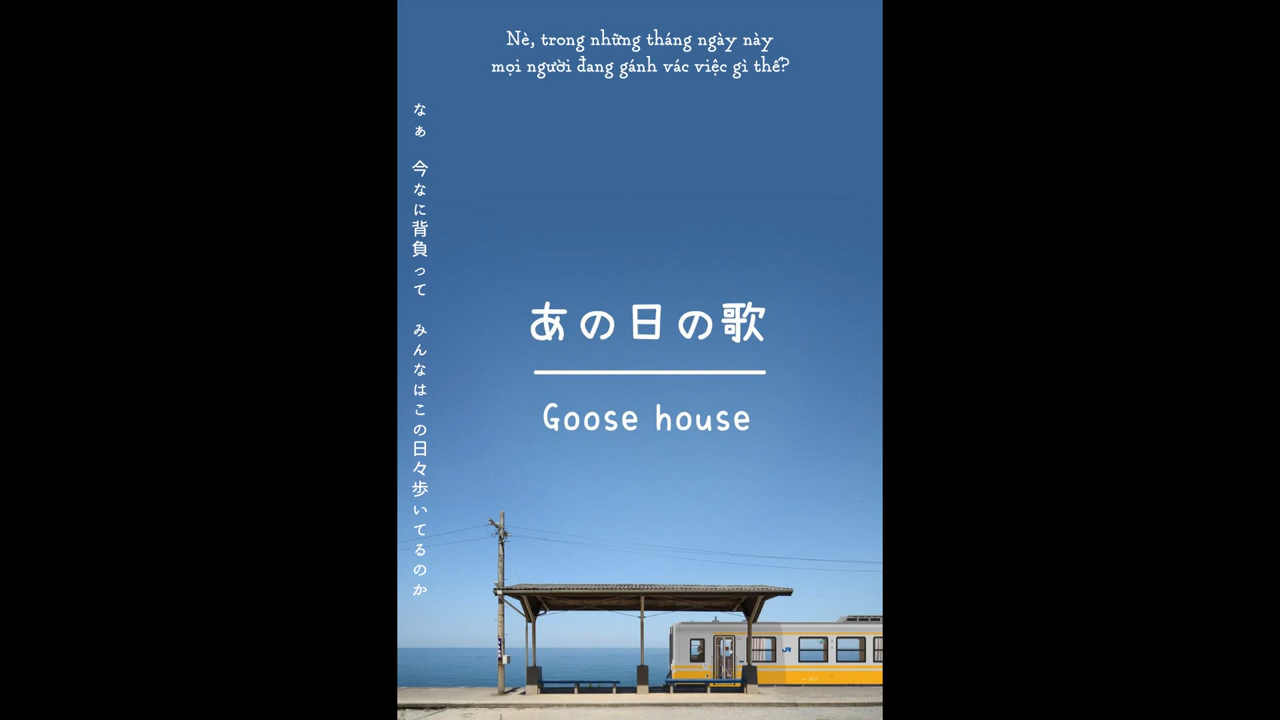 Nè, trong những tháng ngày này
mọi người đang gánh vác việc gì thế?
なぁ 今なに背負って みんなはこの日々歩いてるのか
あの日の歌
Goose house
JR